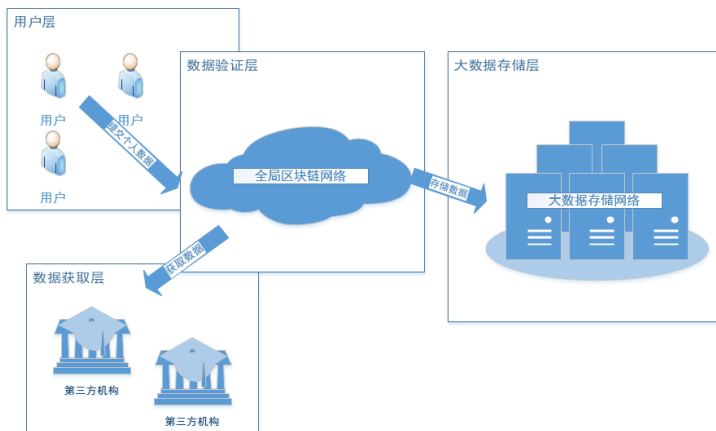 用户层
用户
用户
用户
提交个人数据
数据验证层
全局区块链网络
存储数据
大数据存储层
大数据存储网络
获取数据
数据获取层
第三方机构
第三方机构